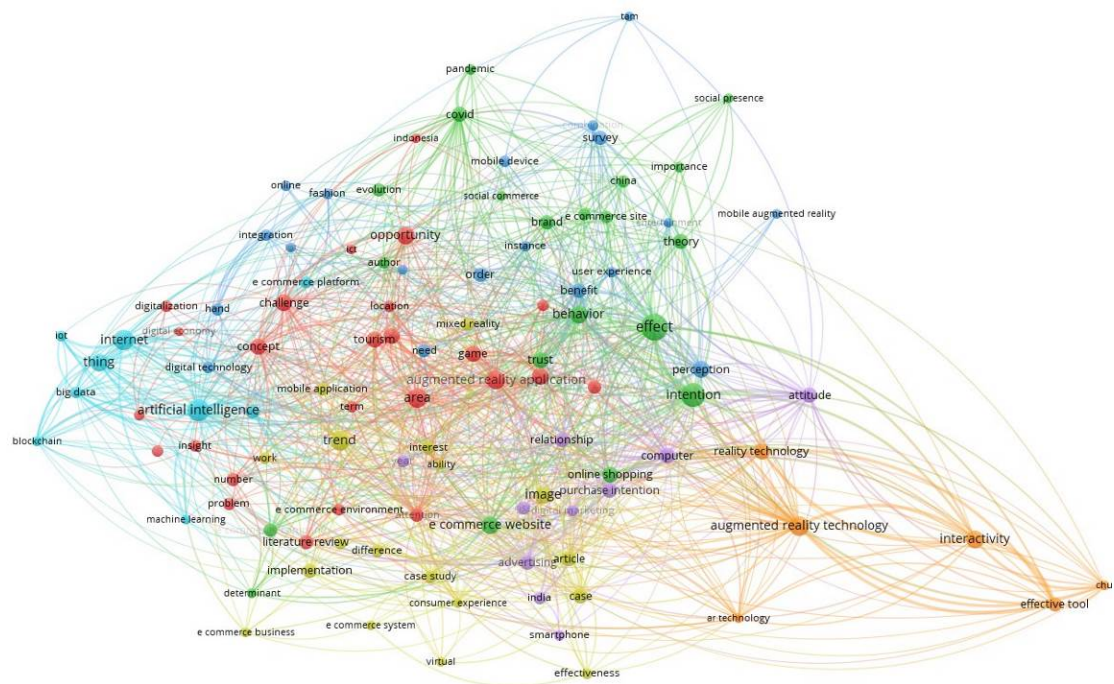 tam
pandemic
social presence
covid
indonesia
survey
mobile device
importance
china
online
fashion
evolution
social commerce
brand
e commerce site
mobile augmented reality
integration
opportunity
ict
author
instance
theory
e commerce platform
order
user experience
benefit
digitalization
hand
challenge
location
behavior
effect
iot
internet
digital economy
concept
tourism
mixed reality
need
game
trust
thing
digital technology
perception
big data
mobile application
augmented reality application
intention
attitude
artificial intelligence
term
area
blockchain
insight
work
trend
interest
relationship
computer
reality technology
ability
number
online shopping
problem
image
purchase intention
machine learning
e commerce environment
attention
digital marketing
e commerce website
augmented reality technology
interactivity
literature review
difference
article
implementation
case study
advertising
chu
determinant
consumer experience
india
case
effective tool
ar technology
e commerce business
e commerce system
smartphone
virtual
effectiveness